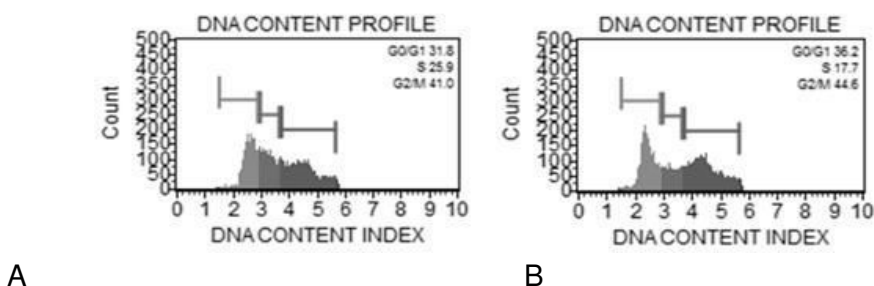 DNA CONTENT PROFILE
G0/G1 31.8
S 25.9
G2/M 41.0
Count
500
450
400
350
300
250
200
150
100
50
0
0 1 2 3 4 5 6 7 8 9 10
DNA CONTENT INDEX
A
DNA CONTENT PROFILE
G0/G1 36.2
S 17.7
G2/M 44.6
Count
500
450
400
350
300
250
200
150
100
50
0
0 1 2 3 4 5 6 7 8 9 10
DNA CONTENT INDEX
B